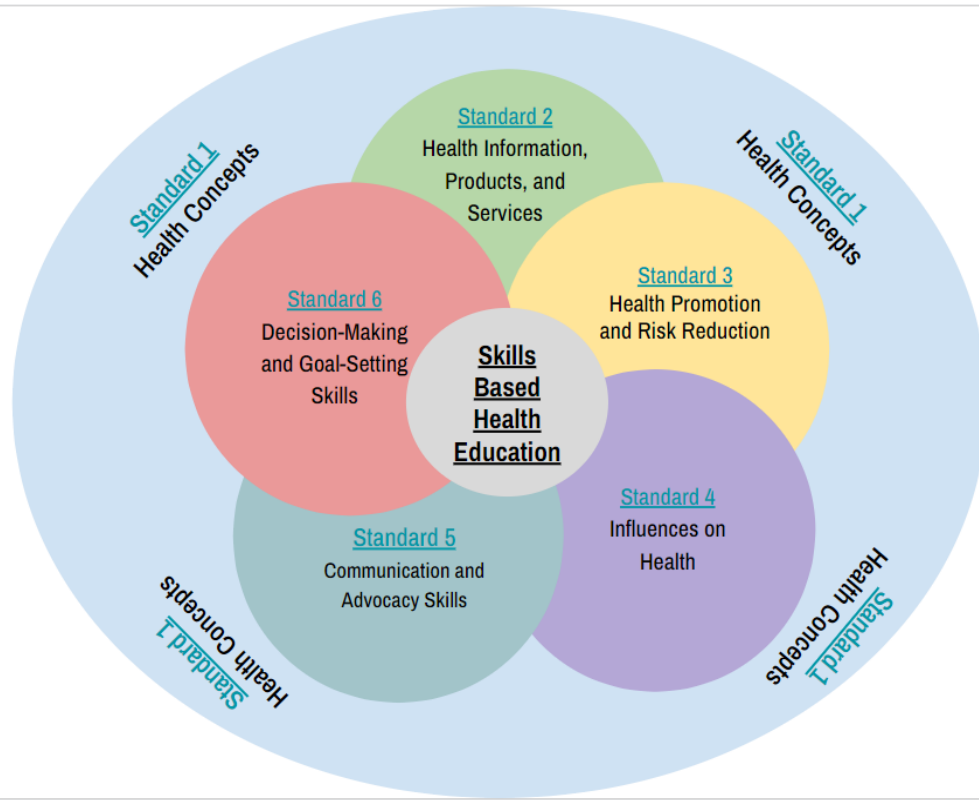 Standard 1
Health Concepts
Standard 1
Health Concepts
Standard 2
Health Information,
Products, and
Services
Standard 3
Health Promotion
and Risk Reduction
Standard 6
Decision-Making
and Goal-Setting
Skills
Skills
Based
Health
Education
Standard 4
Influences on
Health
Standard 5
Communication and
Advocacy Skills
Standard 1
Health Concepts
Standard 1
Health Concepts